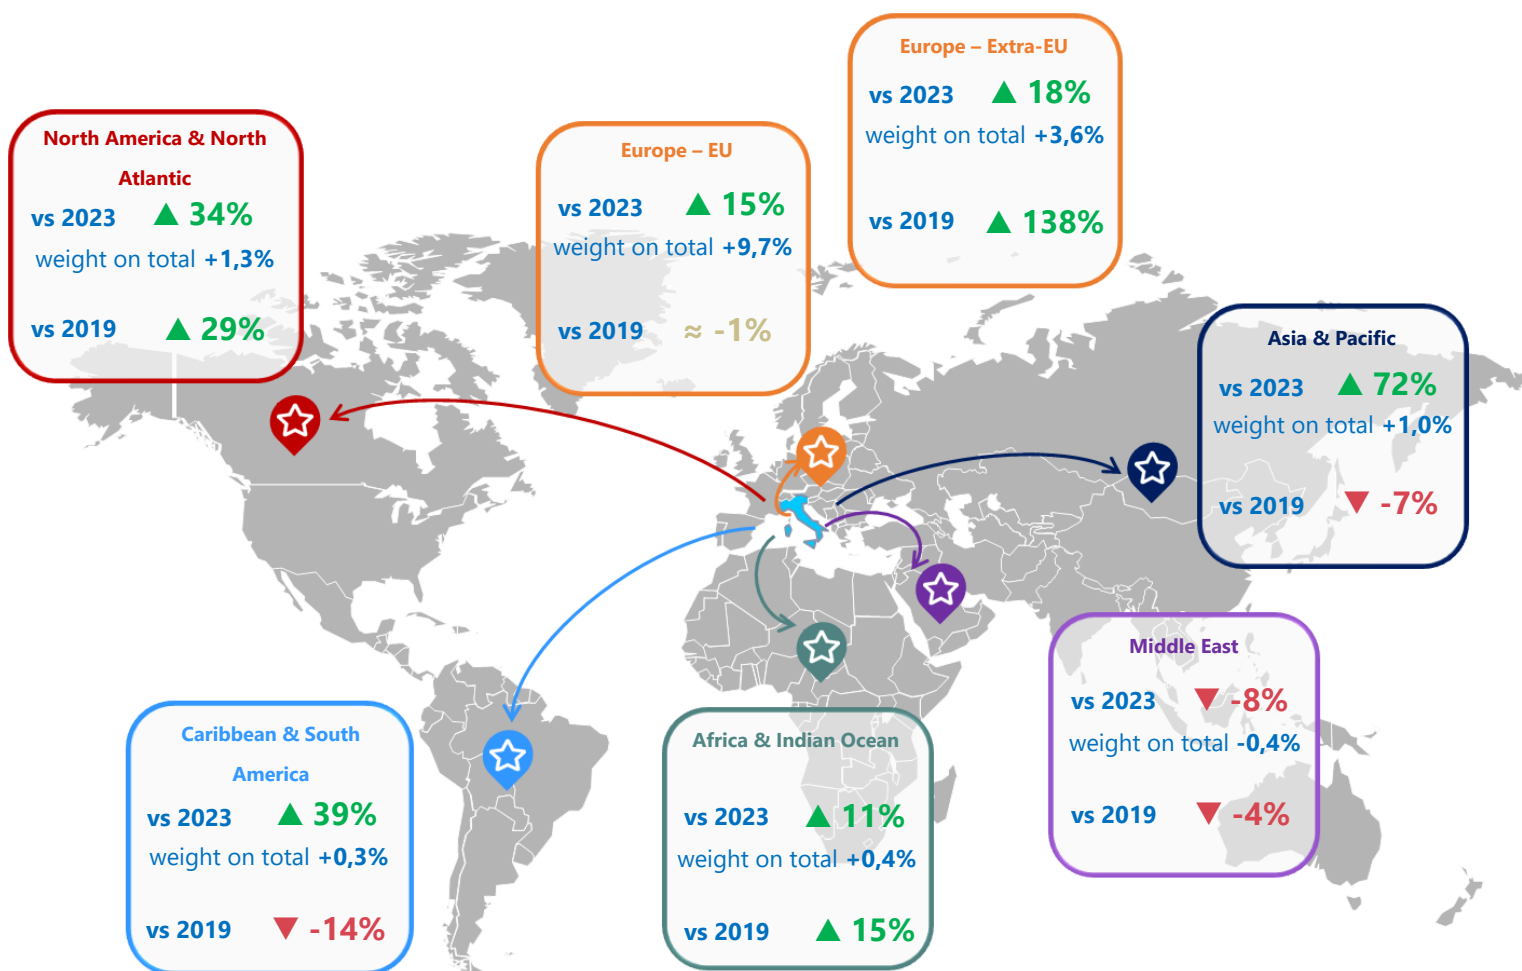 Europe – Extra-EU
vs 2023 ▲ 18%
weight on total +3,6%
vs 2019 ▲ 138%
North America & North
Atlantic
vs 2023 ▲ 34%
weight on total +1,3%
vs 2019 ▲ 29%
Europe – EU
vs 2023 ▲ 15%
weight on total +9,7%
vs 2019 ≈ -1%
Asia & Pacific
vs 2023 ▲ 72%
weight on total +1,0%
vs 2019 ▼ -7%
Middle East
vs 2023 ▼ -8%
weight on total -0,4%
vs 2019 ▼ -4%
Caribbean & South
America
vs 2023 ▲ 39%
weight on total +0,3%
vs 2019 ▼ -14%
Africa & Indian Ocean
vs 2023 ▲ 11%
weight on total +0,4%
vs 2019 ▲ 15%